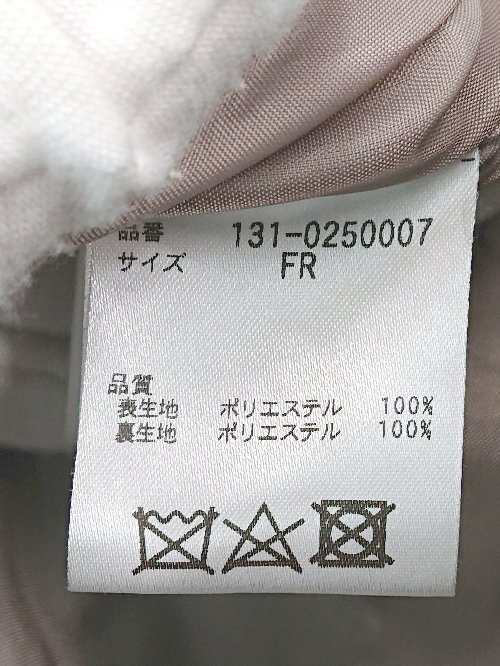 品番 131-0250007
サイズ FR
品質
表生地 ポリエステル 100%
裏生地 ポリエステル 100%